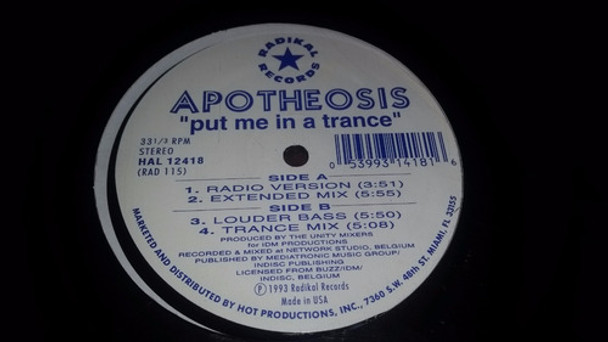 RADIKAL
RECORDS
APOTHEOSIS
"put me in a trance"
33 1/3 RPM
STEREO
HAL 12418
(RAD 115)
0 53993 14181 6
SIDE A
1. RADIO VERSION (3:51)
2. EXTENDED MIX (5:55)
SIDE B
3. LOUDER BASS (5:50)
4. TRANCE MIX (5:08)
PRODUCED BY THE UNITY MIXERS
for IDM PRODUCTIONS
RECORDED & MIXED at NETWORK STUDIO, BELGIUM
PUBLISHED BY MEDIATRONIC MUSIC GROUP/
INDISC PUBLISHING
LICENSED FROM BUZZ/IDM/
INDISC, BELGIUM
Ⓟ 1993 Radikal Records
Made in USA
MARKETED AND DISTRIBUTED BY HOT PRODUCTIONS, INC., 7360 S.W. 48th ST. MIAMI, FL 33155